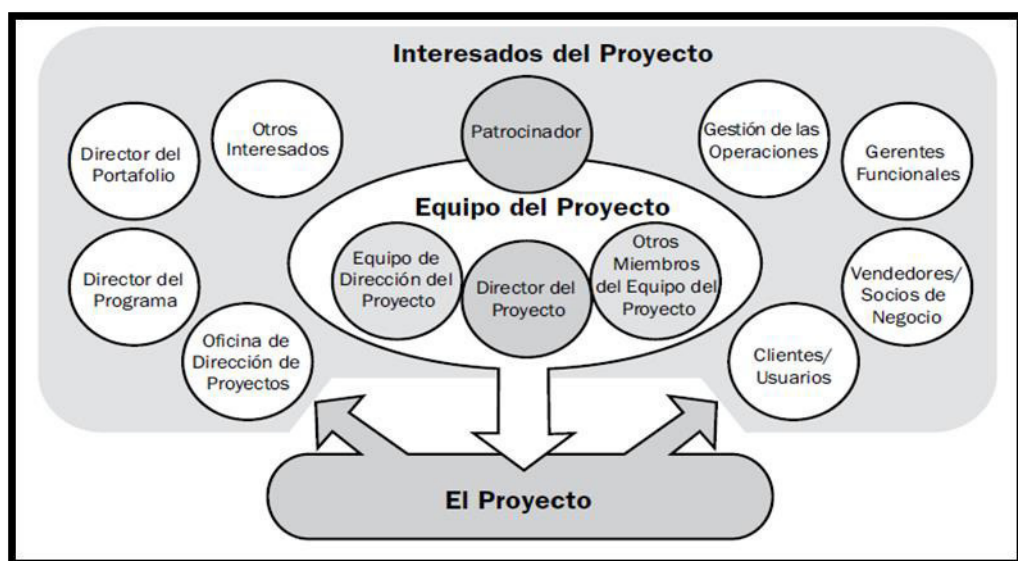 Interesados del Proyecto
Director del
Portafolio
Otros
Interesados
Patrocinador
Gestión de las
Operaciones
Gerentes
Funcionales
Equipo del Proyecto
Director del
Programa
Equipo de
Dirección del
Proyecto
Director del
Proyecto
Otros
Miembros
del Equipo del
Proyecto
Vendedores/
Socios de
Negocio
Oficina de
Dirección de
Proyectos
Clientes/
Usuarios
El Proyecto